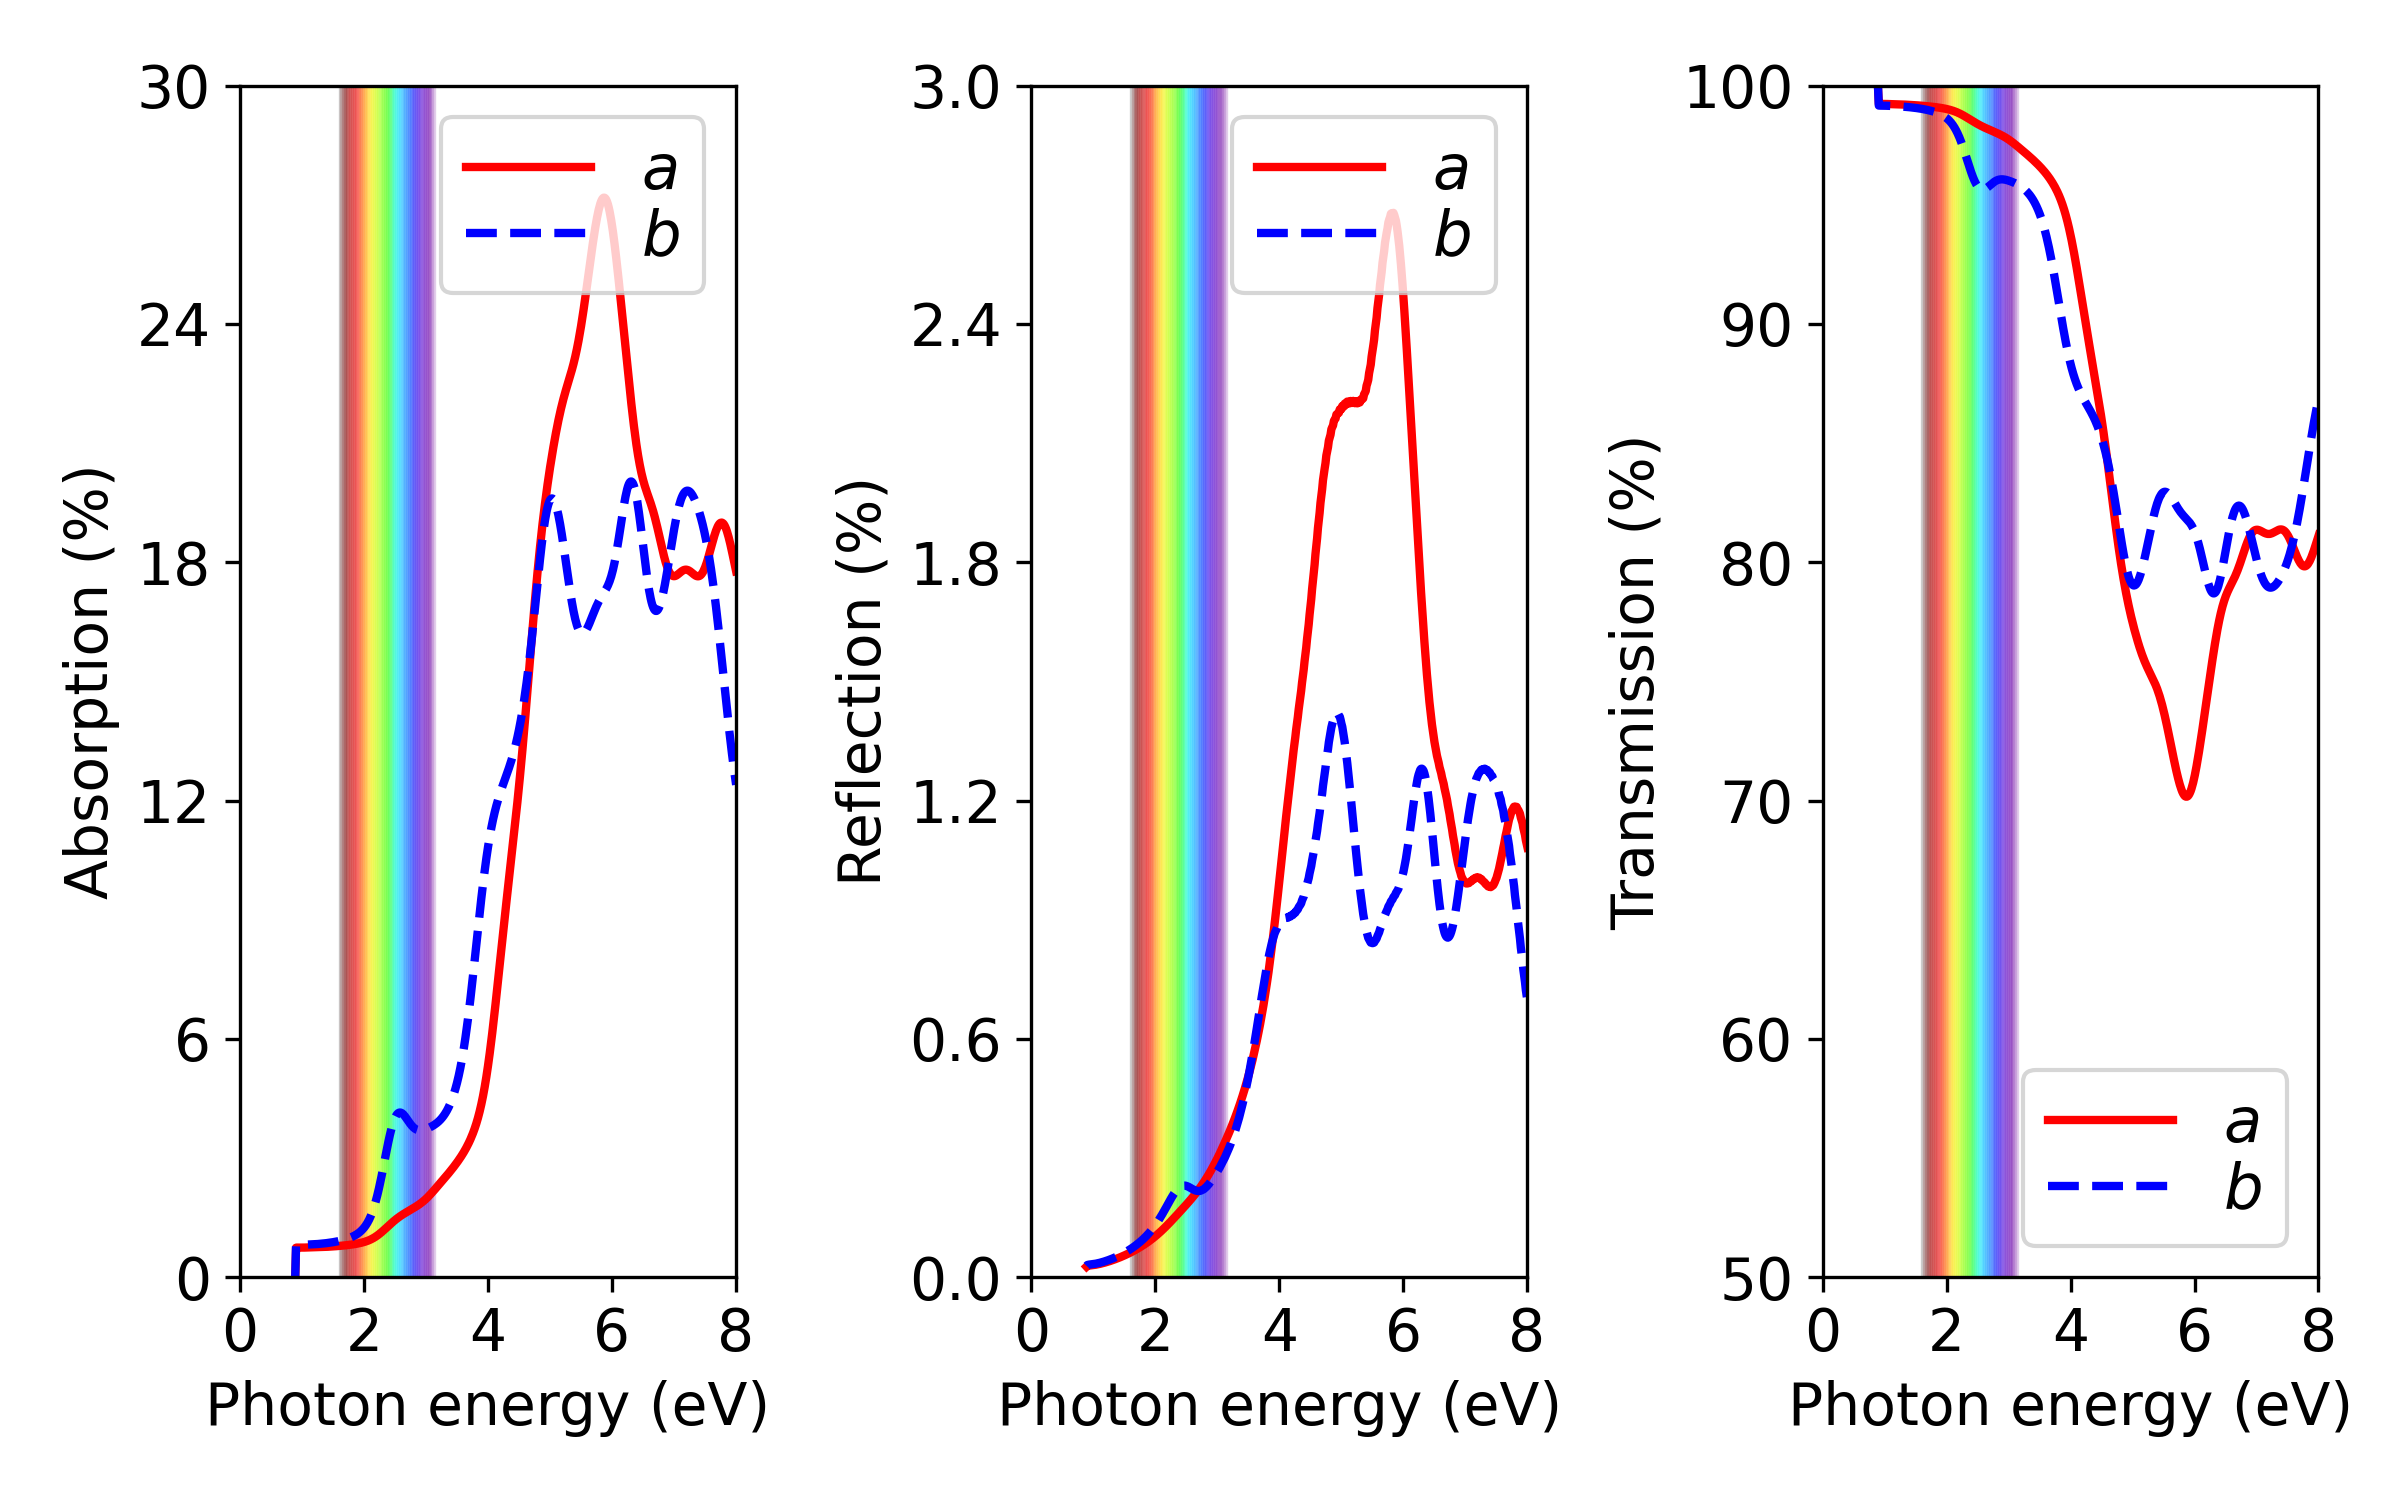 Absorption (%)
30
24
18
12
6
0
0 2 4 6 8
Photon energy (eV)
a
b
Reflection (%)
3.0
2.4
1.8
1.2
0.6
0.0
0 2 4 6 8
Photon energy (eV)
a
b
Transmission (%)
100
90
80
70
60
50
0 2 4 6 8
Photon energy (eV)
a
b